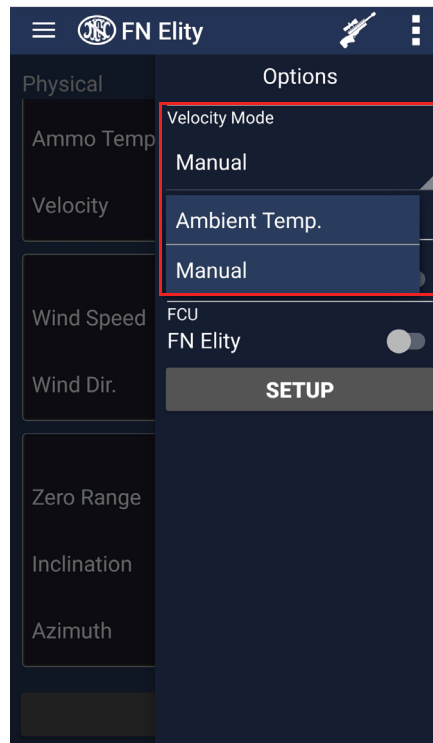 FN Elity
Physical
Ammo Temp
Velocity
Wind Speed
Wind Dir.
Zero Range
Inclination
Azimuth
Options
Velocity Mode
Manual
Ambient Temp.
Manual
FCU
FN Elity
SETUP